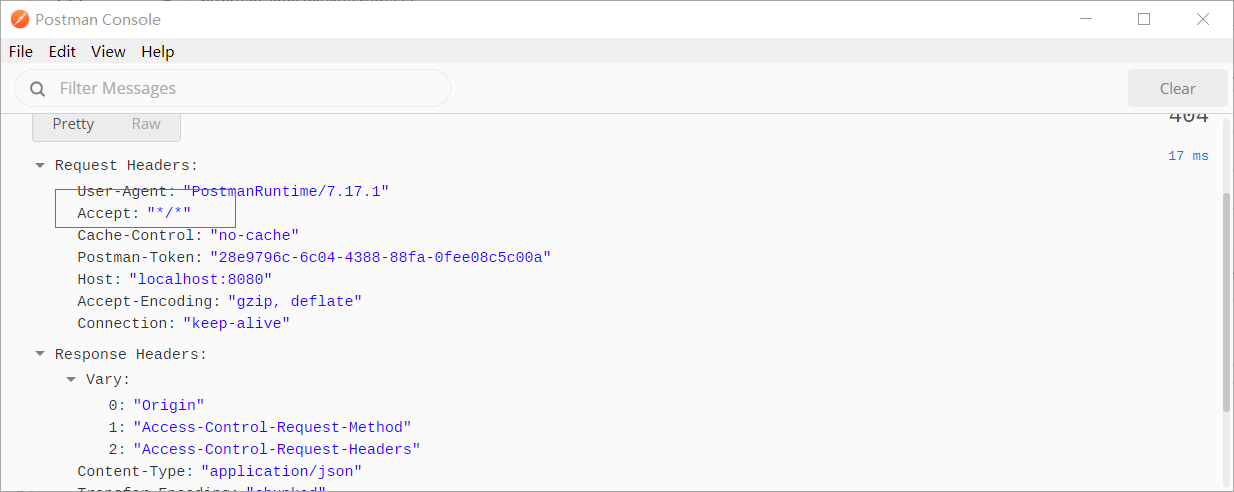 Postman Console
File Edit View Help
Filter Messages
Clear
404
Pretty Raw
17 ms
Request Headers:
User-Agent: "PostmanRuntime/7.17.1"
Accept: "*/*"
Cache-Control: "no-cache"
Postman-Token: "28e9796c-6c04-4388-88fa-0fee08c5c00a"
Host: "localhost:8080"
Accept-Encoding: "gzip, deflate"
Connection: "keep-alive"
Response Headers:
Vary:
0: "Origin"
1: "Access-Control-Request-Method"
2: "Access-Control-Request-Headers"
Content-Type: "application/json"
Transfer-Encoding: "chunked"